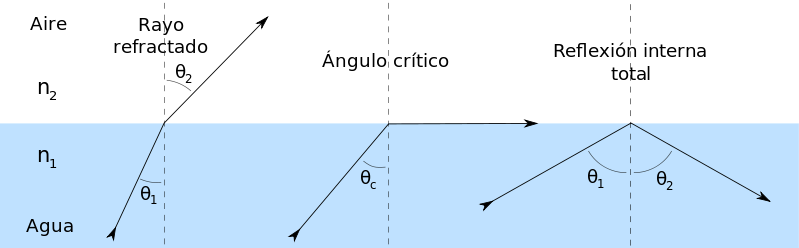 Aire
Rayo
refractado
θ2
n2
Ángulo crítico
Reflexión interna
total
n1
θ1
θc
θ1
θ2
Agua